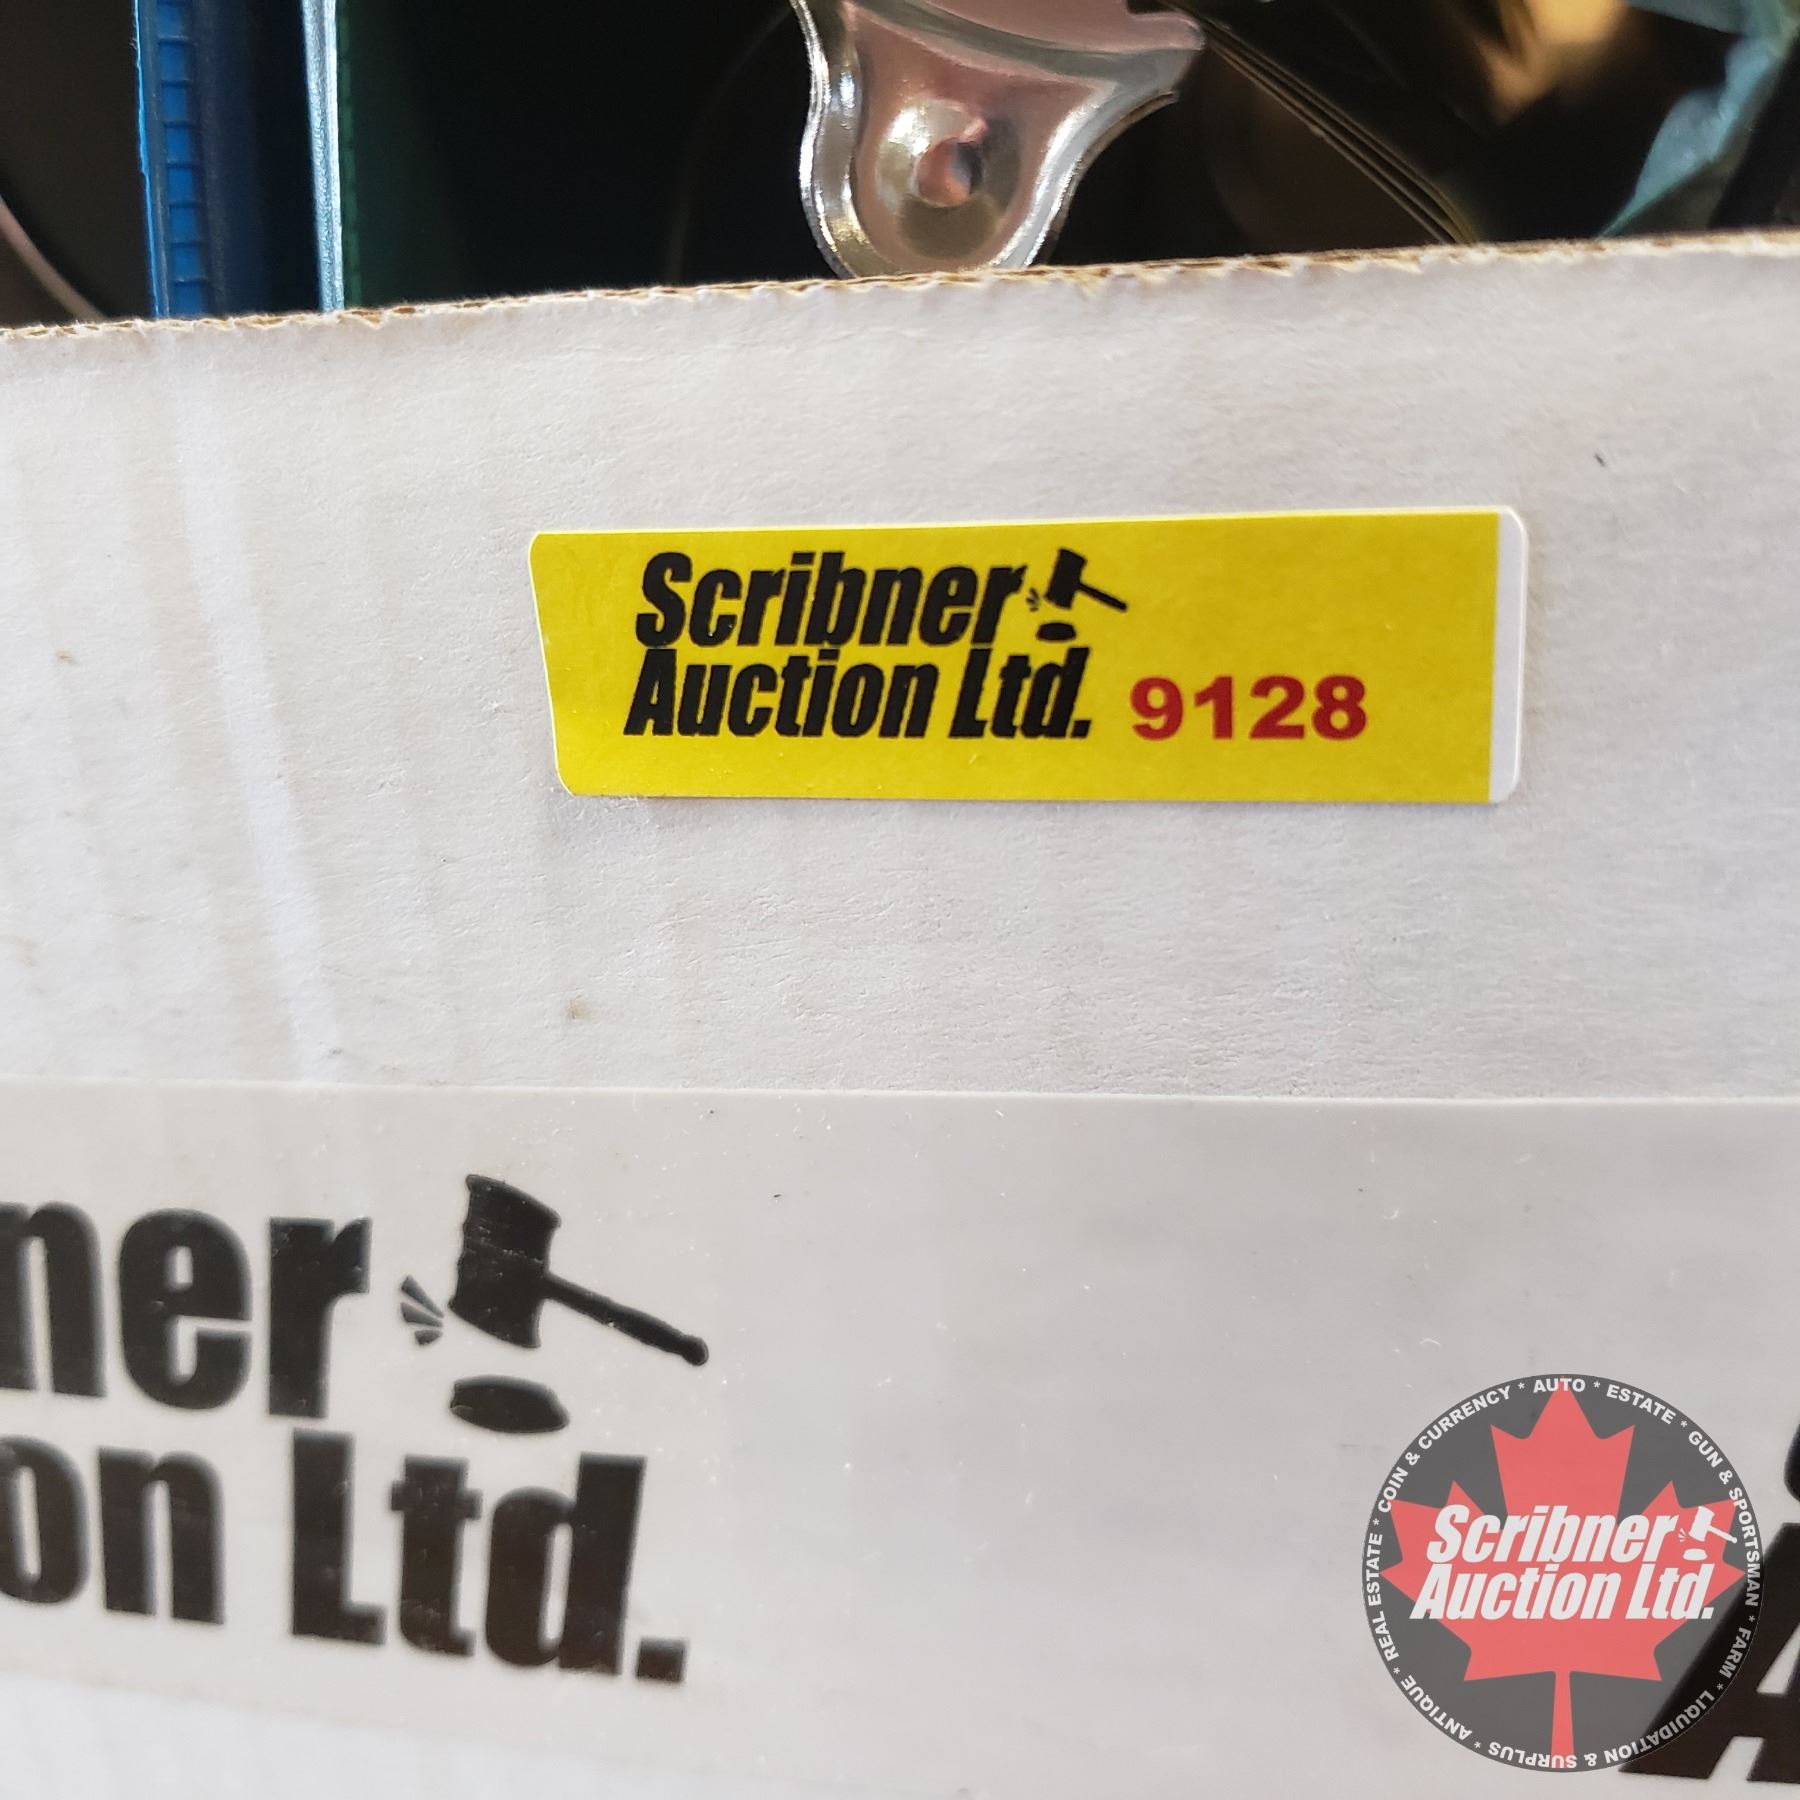 Scribner
Auction Ltd. 9128
ner
on Ltd.
COIN & CURRENCY * AUTO * ESTATE * GUN & SPORTSMAN * FARM * LIQUIDATION & SURPLUS * ANTIQUE * REAL ESTATE *
Scribner
Auction Ltd.